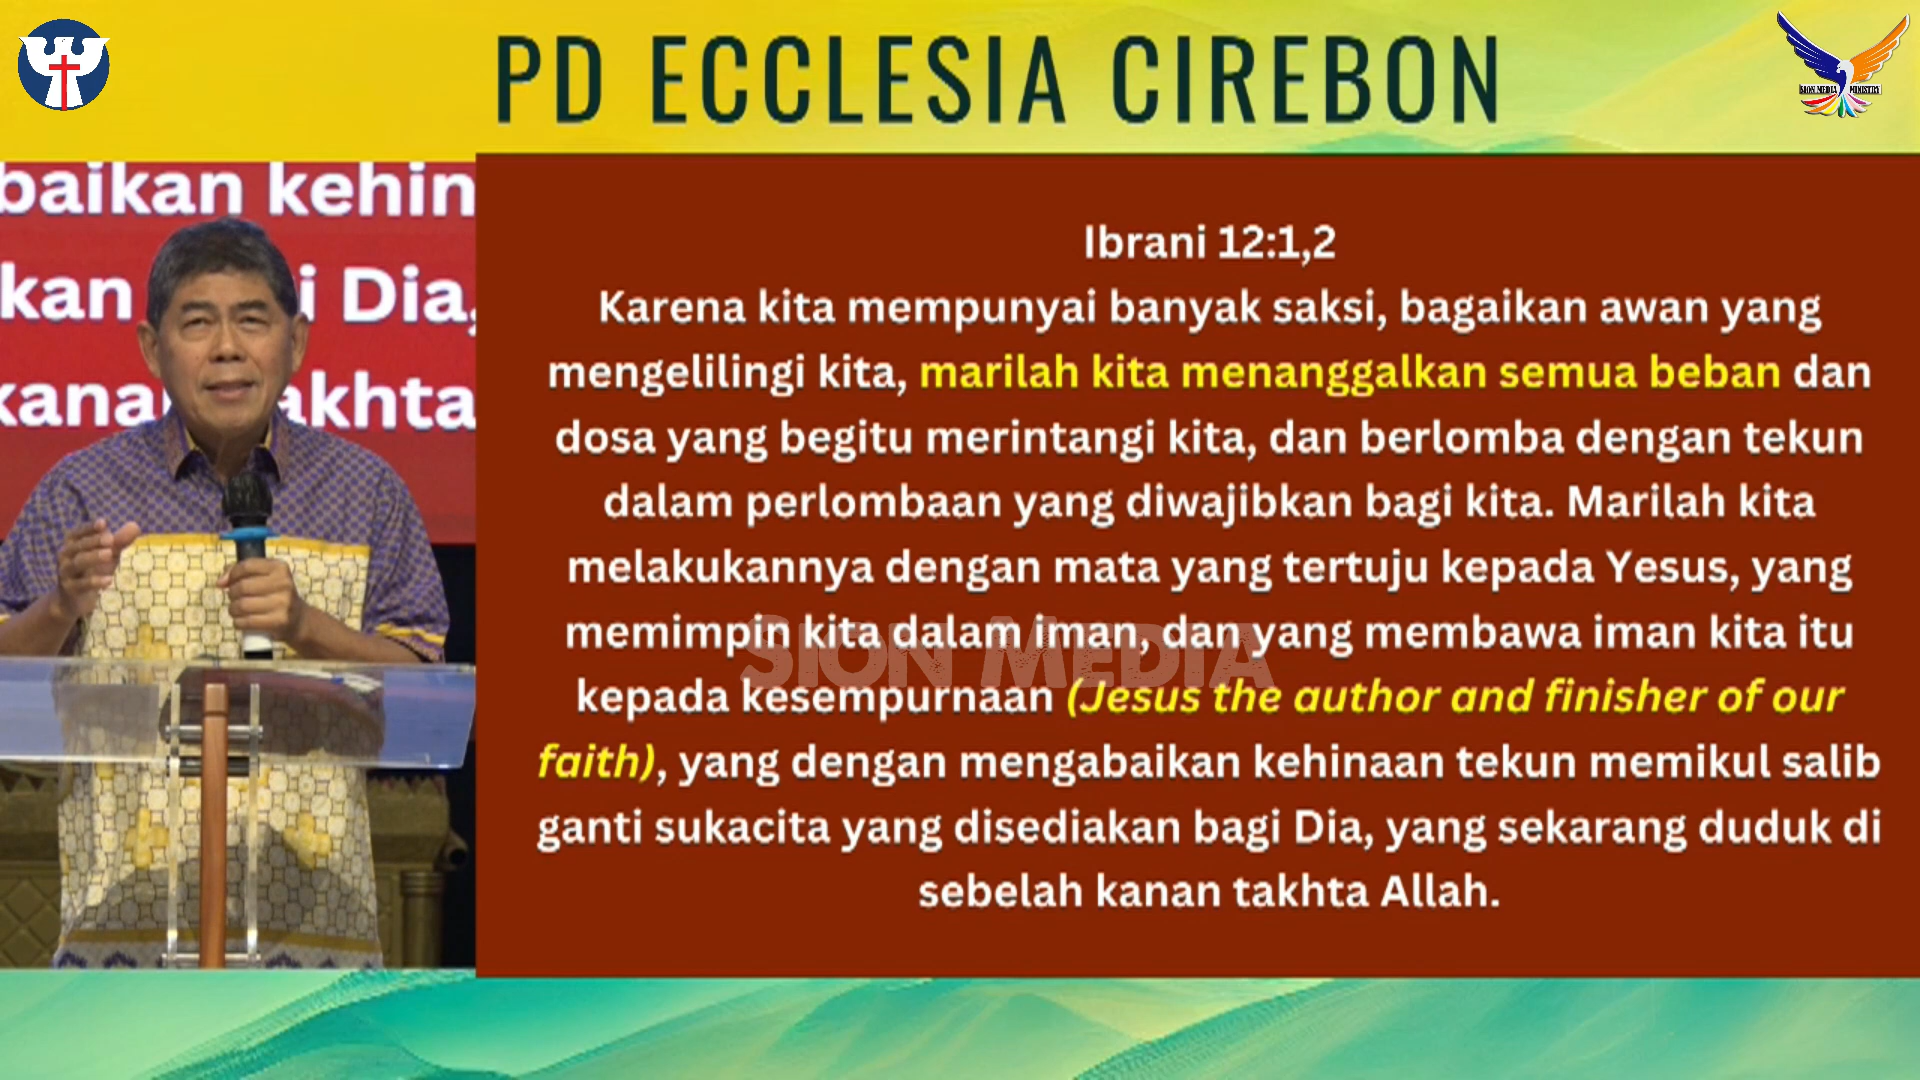 PD ECCLESIA CIREBON
SION MEDIA MINISTRY
baikan kehin
kan i Dia,
kana akhta
Ibrani 12:1,2
Karena kita mempunyai banyak saksi, bagaikan awan yang
mengelilingi kita, marilah kita menanggalkan semua beban dan
dosa yang begitu merintangi kita, dan berlomba dengan tekun
dalam perlombaan yang diwajibkan bagi kita. Marilah kita
melakukannya dengan mata yang tertuju kepada Yesus, yang
memimpin kita dalam iman, dan yang membawa iman kita itu
SION MEDIA
kepada kesempurnaan (Jesus the author and finisher of our
faith), yang dengan mengabaikan kehinaan tekun memikul salib
ganti sukacita yang disediakan bagi Dia, yang sekarang duduk di
sebelah kanan takhta Allah.